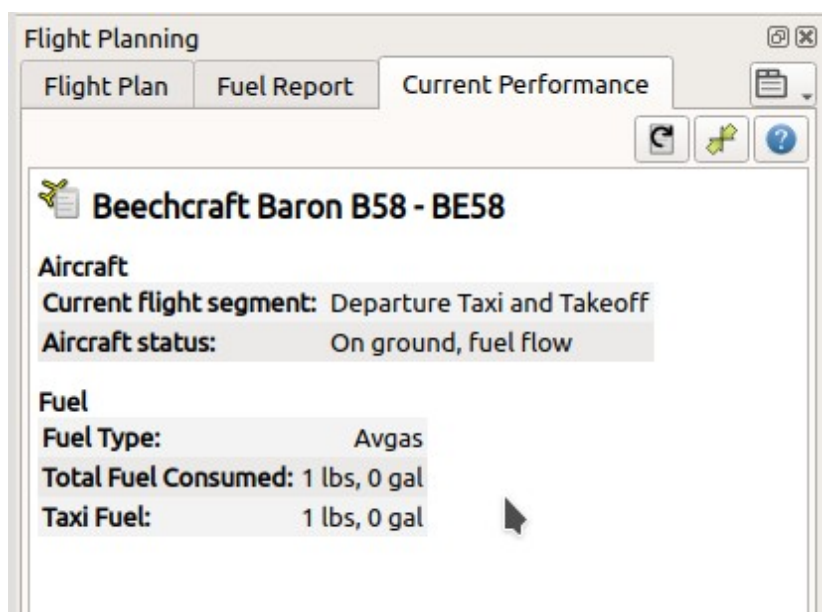 Flight Planning
Flight Plan Fuel Report Current Performance
Beechcraft Baron B58 - BE58
Aircraft
Current flight segment: Departure Taxi and Takeoff
Aircraft status: On ground, fuel flow
Fuel
Fuel Type: Avgas
Total Fuel Consumed: 1 lbs, 0 gal
Taxi Fuel: 1 lbs, 0 gal